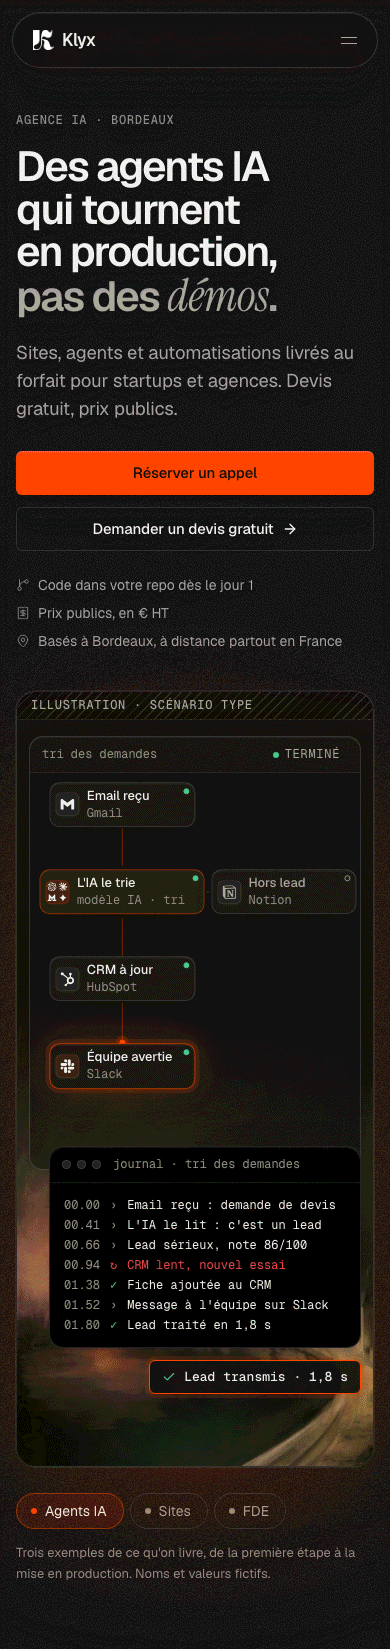 Klyx
AGENCE IA · BORDEAUX
Des agents IA
qui tournent
en production,
pas des démos.
Sites, agents et automatisations livrés au
forfait pour startups et agences. Devis
gratuit, prix publics.
Réserver un appel
Demander un devis gratuit →
Code dans votre repo dès le jour 1
Prix publics, en € HT
Basés à Bordeaux, à distance partout en France
ILLUSTRATION · SCÉNARIO TYPE
tri des demandes
TERMINÉ
Email reçu
Gmail
L'IA le trie
modèle IA · tri
Hors lead
Notion
CRM à jour
HubSpot
Équipe avertie
Slack
journal · tri des demandes
00.00 › Email reçu : demande de devis
00.41 › L'IA le lit : c'est un lead
00.66 › Lead sérieux, note 86/100
00.94 ↻ CRM lent, nouvel essai
01.38 ✓ Fiche ajoutée au CRM
01.52 › Message à l'équipe sur Slack
01.80 ✓ Lead traité en 1,8 s
✓ Lead transmis · 1,8 s
Agents IA
Sites
FDE
Trois exemples de ce qu'on livre, de la première étape à la
mise en production. Noms et valeurs fictifs.